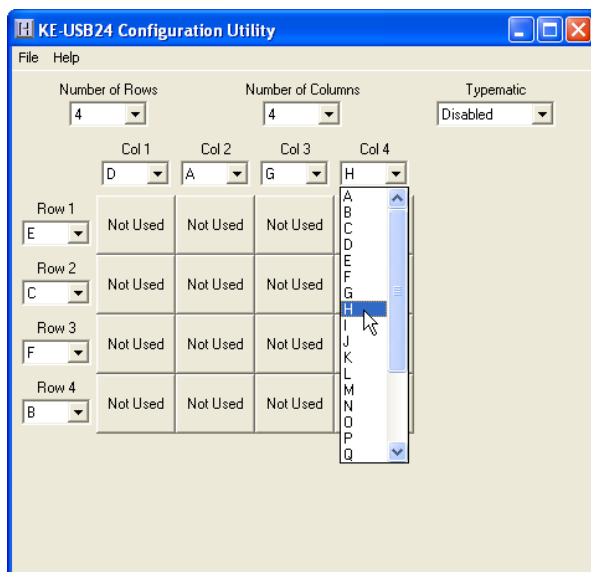 KE-USB24 Configuration Utility
File Help
Number of Rows Number of Columns Typematic
4 4 Disabled
Col 1 Col 2 Col 3 Col 4
D A G H
A
B
C
D
E
F
G
H
I
J
K
L
M
N
O
P
Q
Row 1
E Not Used Not Used Not Used
Row 2
C Not Used Not Used Not Used
Row 3
F Not Used Not Used Not Used
Row 4
B Not Used Not Used Not Used